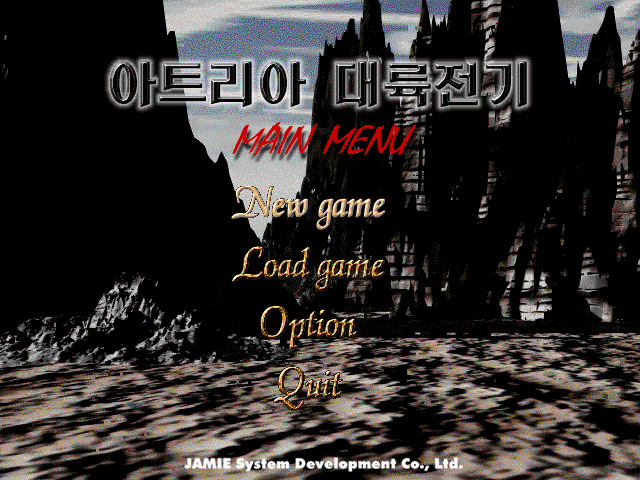 아트리아 대륙전기
MAIN MENU
New game
Load game
Option
Quit
JAMIE System Development Co., Ltd.